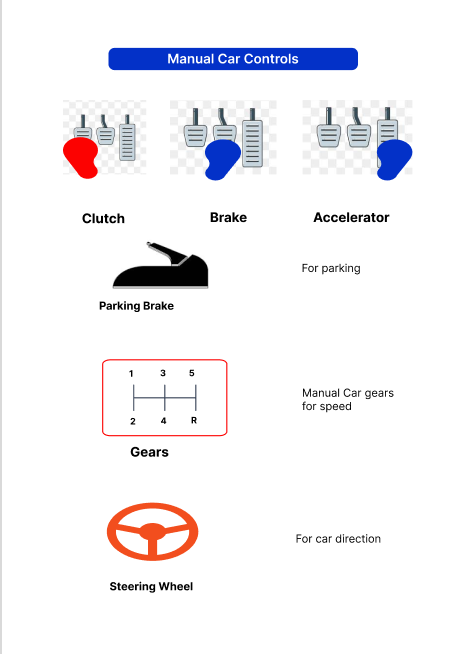 Manual Car Controls
Clutch
Brake
Accelerator
For parking
Parking Brake
1 3 5
2 4 R
Manual Car gears
for speed
Gears
For car direction
Steering Wheel